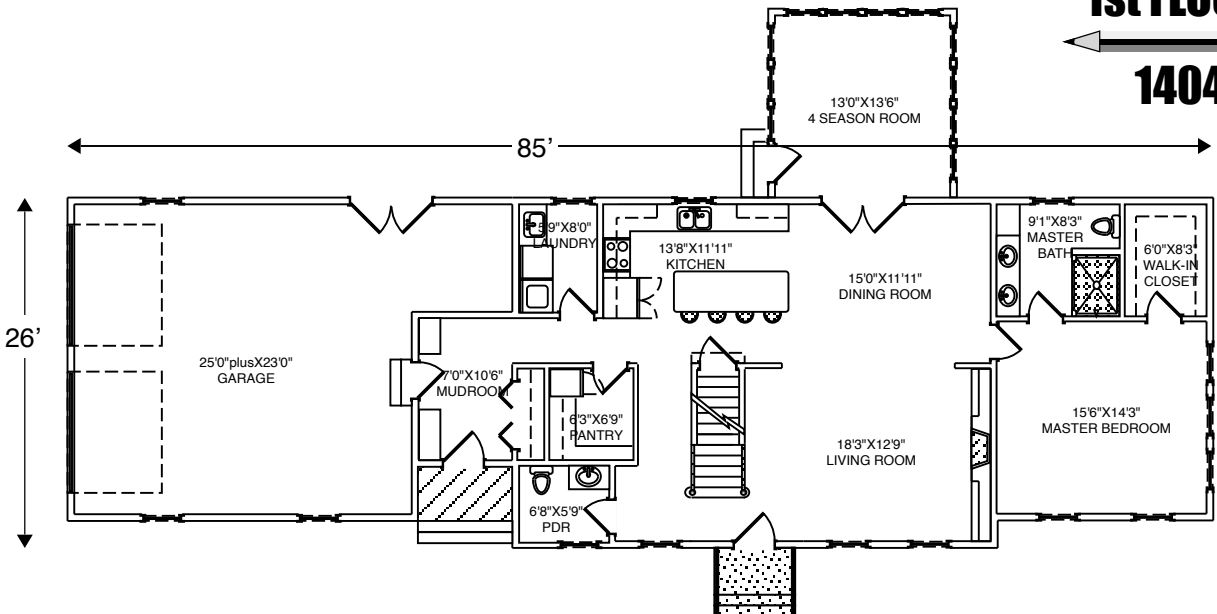 1st FLOO
1404
13'0"X13'6"
4 SEASON ROOM
85’
26’
5'9"X8'0"
LAUNDRY
13'8"X11'11"
KITCHEN
15'0"X11'11"
DINING ROOM
9'1"X8'3"
MASTER
BATH
6'0"X8'3"
WALK-IN
CLOSET
25'0"plusX23'0"
GARAGE
7'0"X10'6"
MUDROOM
6'3"X6'9"
PANTRY
18'3"X12'9"
LIVING ROOM
15'6"X14'3"
MASTER BEDROOM
6'8"X5'9"
PDR